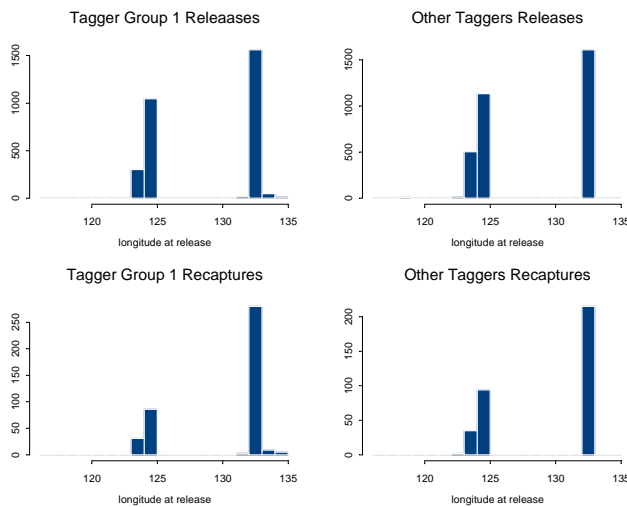 Tagger Group 1 Releaases
1500
1000
500
0
120 125 130 135
longitude at release
Other Taggers Releases
1500
1000
500
0
120 125 130 135
longitude at release
Tagger Group 1 Recaptures
250
200
150
100
50
0
120 125 130 135
longitude at release
Other Taggers Recaptures
200
150
100
50
0
120 125 130 135
longitude at release